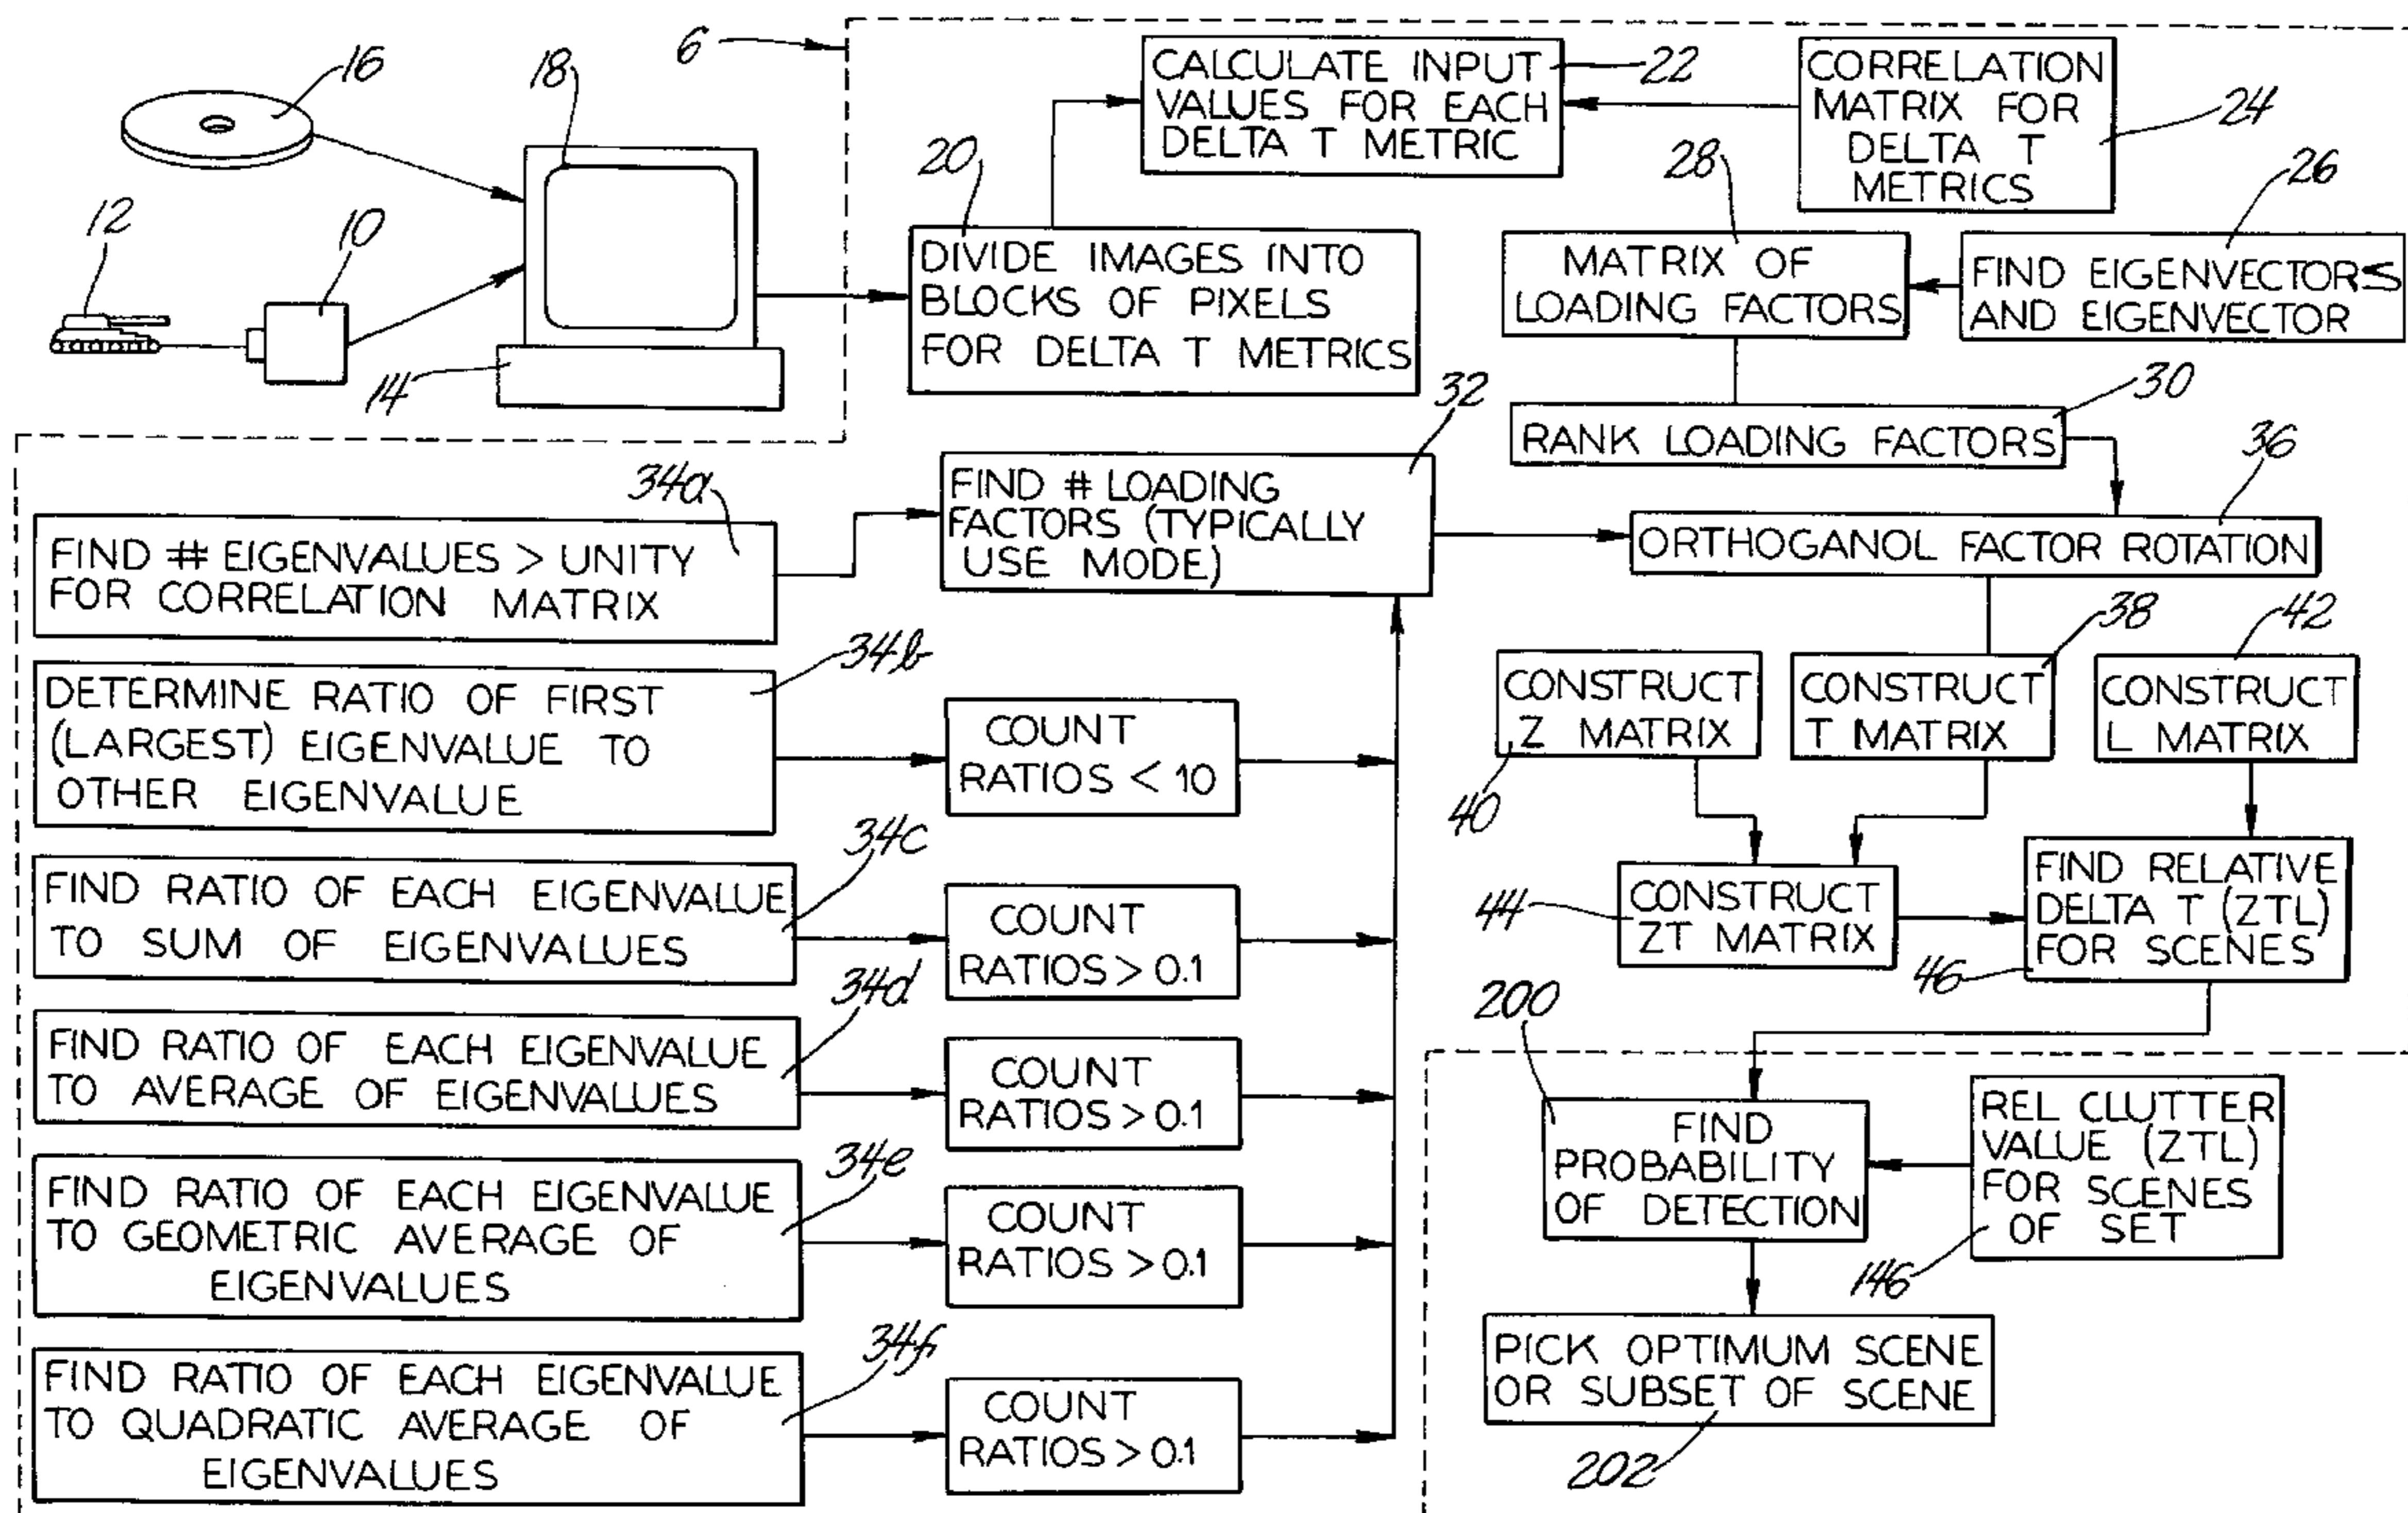 16
18
6
12
10
14
CALCULATE INPUT
VALUES FOR EACH
DELTA T METRIC
22
CORRELATION
MATRIX FOR
DELTA T
METRICS
24
20
DIVIDE IMAGES INTO
BLOCKS OF PIXELS
FOR DELTA T METRICS
28
MATRIX OF
LOADING FACTORS
26
FIND EIGENVECTORS
AND EIGENVECTOR
30
RANK LOADING FACTORS
32
FIND # LOADING
FACTORS (TYPICALLY
USE MODE)
36
ORTHOGANOL FACTOR ROTATION
34a
FIND # EIGENVALUES > UNITY
FOR CORRELATION MATRIX
34b
DETERMINE RATIO OF FIRST
(LARGEST) EIGENVALUE TO
OTHER EIGENVALUE
COUNT
RATIOS < 10
34c
FIND RATIO OF EACH EIGENVALUE
TO SUM OF EIGENVALUES
COUNT
RATIOS > 0.1
34d
FIND RATIO OF EACH EIGENVALUE
TO AVERAGE OF EIGENVALUES
COUNT
RATIOS > 0.1
34e
FIND RATIO OF EACH EIGENVALUE
TO GEOMETRIC AVERAGE OF
EIGENVALUES
COUNT
RATIOS > 0.1
34f
FIND RATIO OF EACH EIGENVALUE
TO QUADRATIC AVERAGE OF
EIGENVALUES
COUNT
RATIOS > 0.1
CONSTRUCT
Z MATRIX
40
38
CONSTRUCT
T MATRIX
42
CONSTRUCT
L MATRIX
44
CONSTRUCT
ZT MATRIX
FIND RELATIVE
DELTA T (ZTL)
FOR SCENES
46
200
FIND
PROBABILITY
OF DETECTION
REL CLUTTER
VALUE (ZTL)
FOR SCENES
OF SET
146
PICK OPTIMUM SCENE
OR SUBSET OF SCENE
202